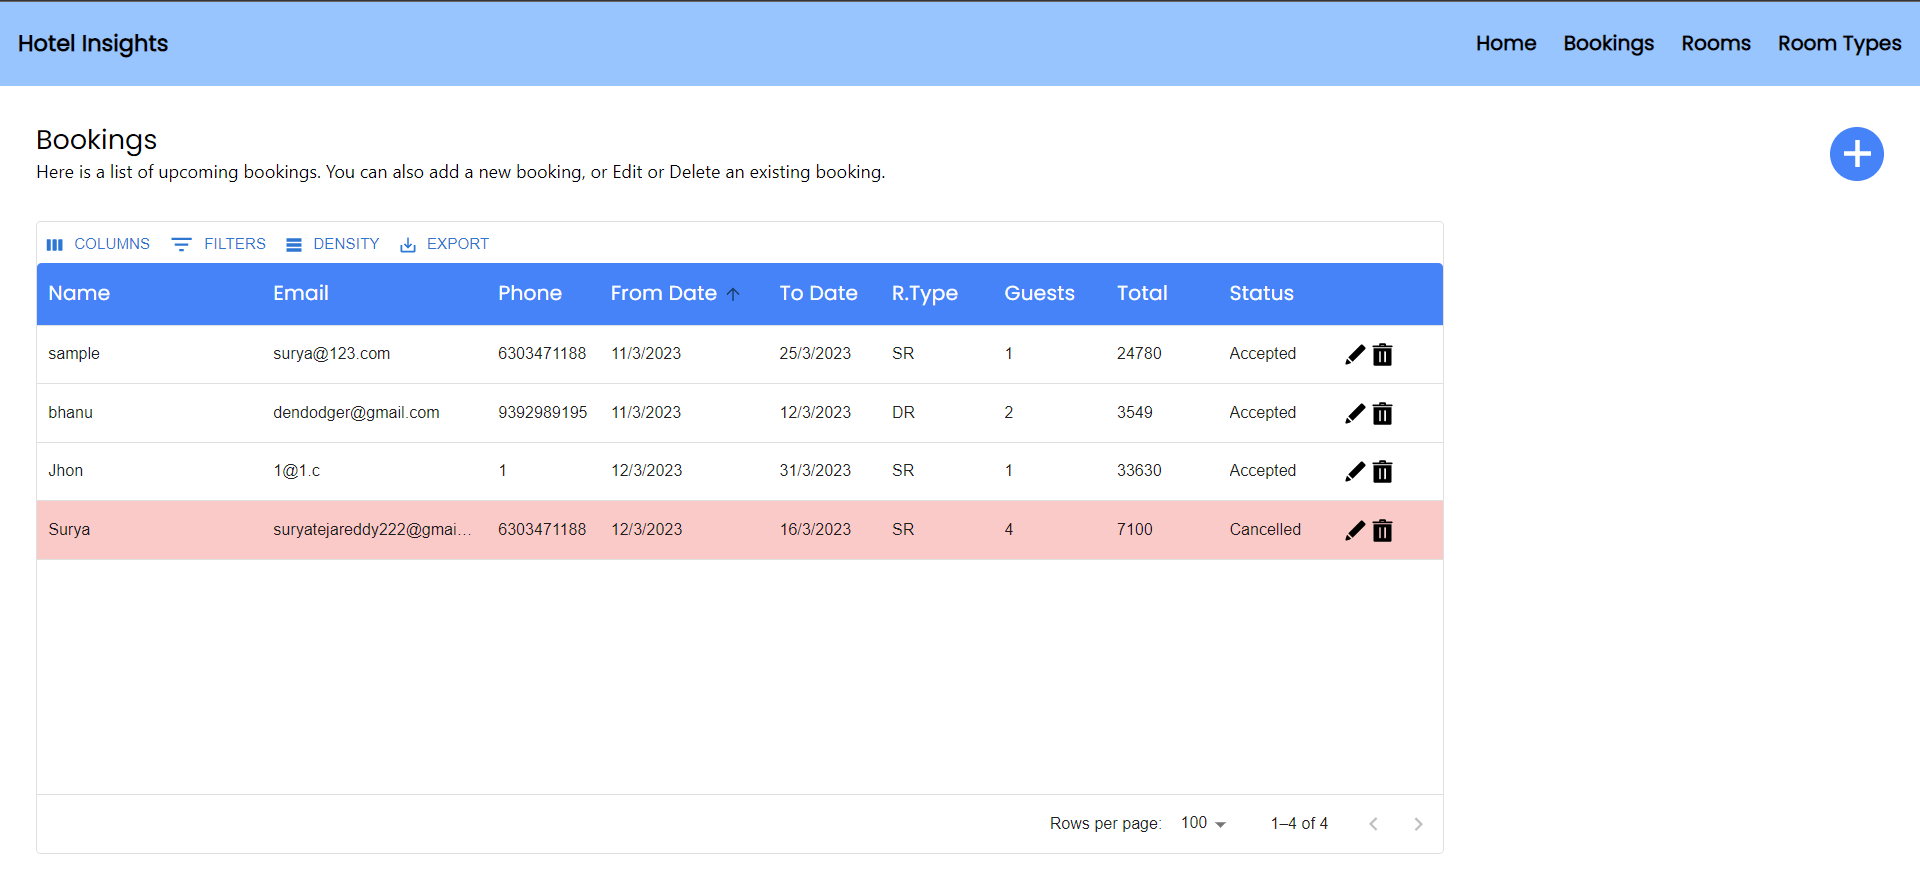 Hotel Insights Home Bookings Rooms Room Types
Bookings
Here is a list of upcoming bookings. You can also add a new booking, or Edit or Delete an existing booking.
COLUMNS FILTERS DENSITY EXPORT
Name Email Phone From Date To Date R.Type Guests Total Status
sample surya@123.com 6303471188 11/3/2023 25/3/2023 SR 1 24780 Accepted
bhanu dendodger@gmail.com 9392989195 11/3/2023 12/3/2023 DR 2 3549 Accepted
Jhon 1@1.c 1 12/3/2023 31/3/2023 SR 1 33630 Accepted
Surya suryatejareddy222@gmai... 6303471188 12/3/2023 16/3/2023 SR 4 7100 Cancelled
Rows per page: 100 1–4 of 4